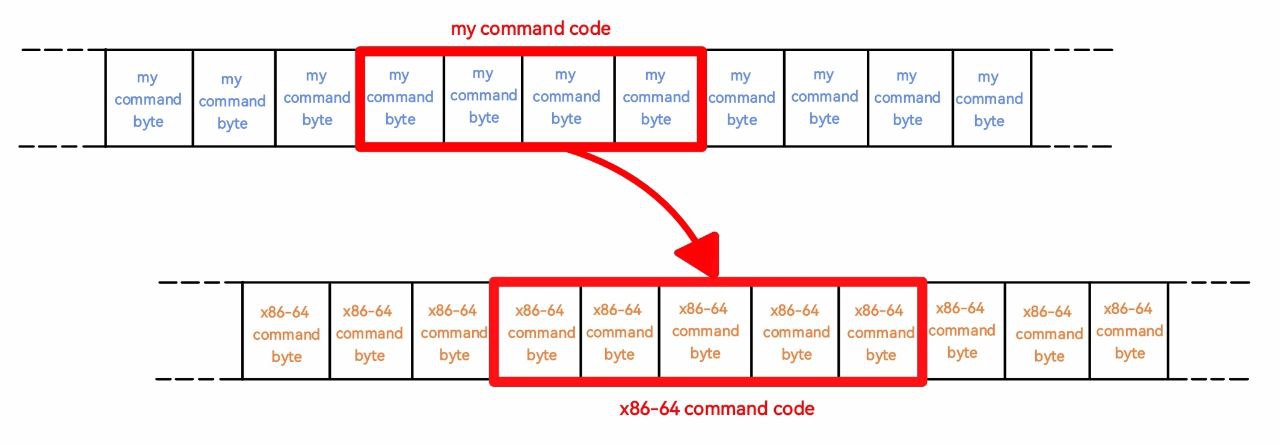 my command code
my
command
byte
my
command
byte
my
command
byte
my
command
byte
my
command
byte
my
command
byte
my
command
byte
my
command
byte
my
command
byte
my
command
byte
my
command
byte
x86-64
command
byte
x86-64
command
byte
x86-64
command
byte
x86-64
command
byte
x86-64
command
byte
x86-64
command
byte
x86-64
command
byte
x86-64
command
byte
x86-64
command
byte
x86-64
command
byte
x86-64
command
byte
x86-64 command code